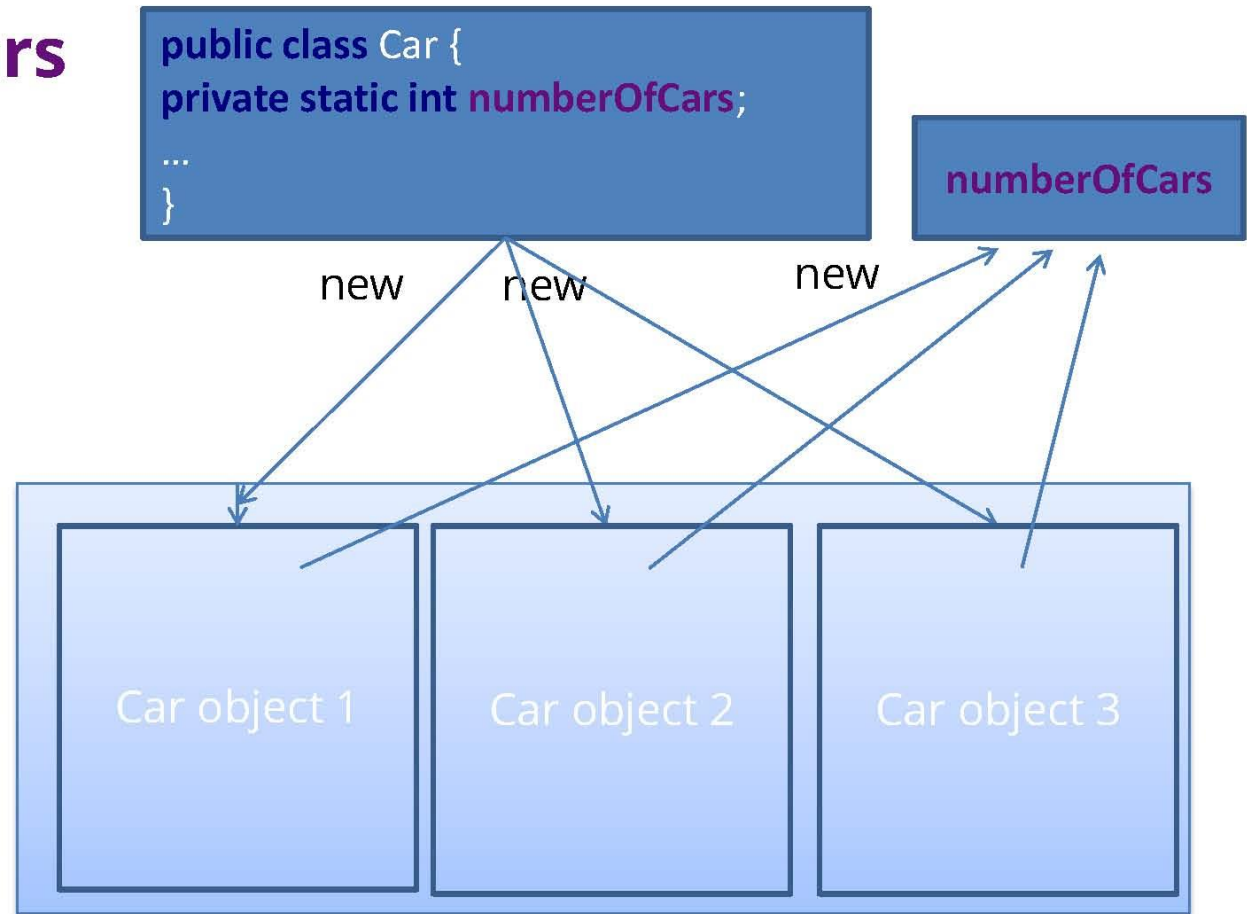 rs
public class Car {
private static int numberOfCars;
...
}
numberOfCars
new
new
new
Car object 1
Car object 2
Car object 3